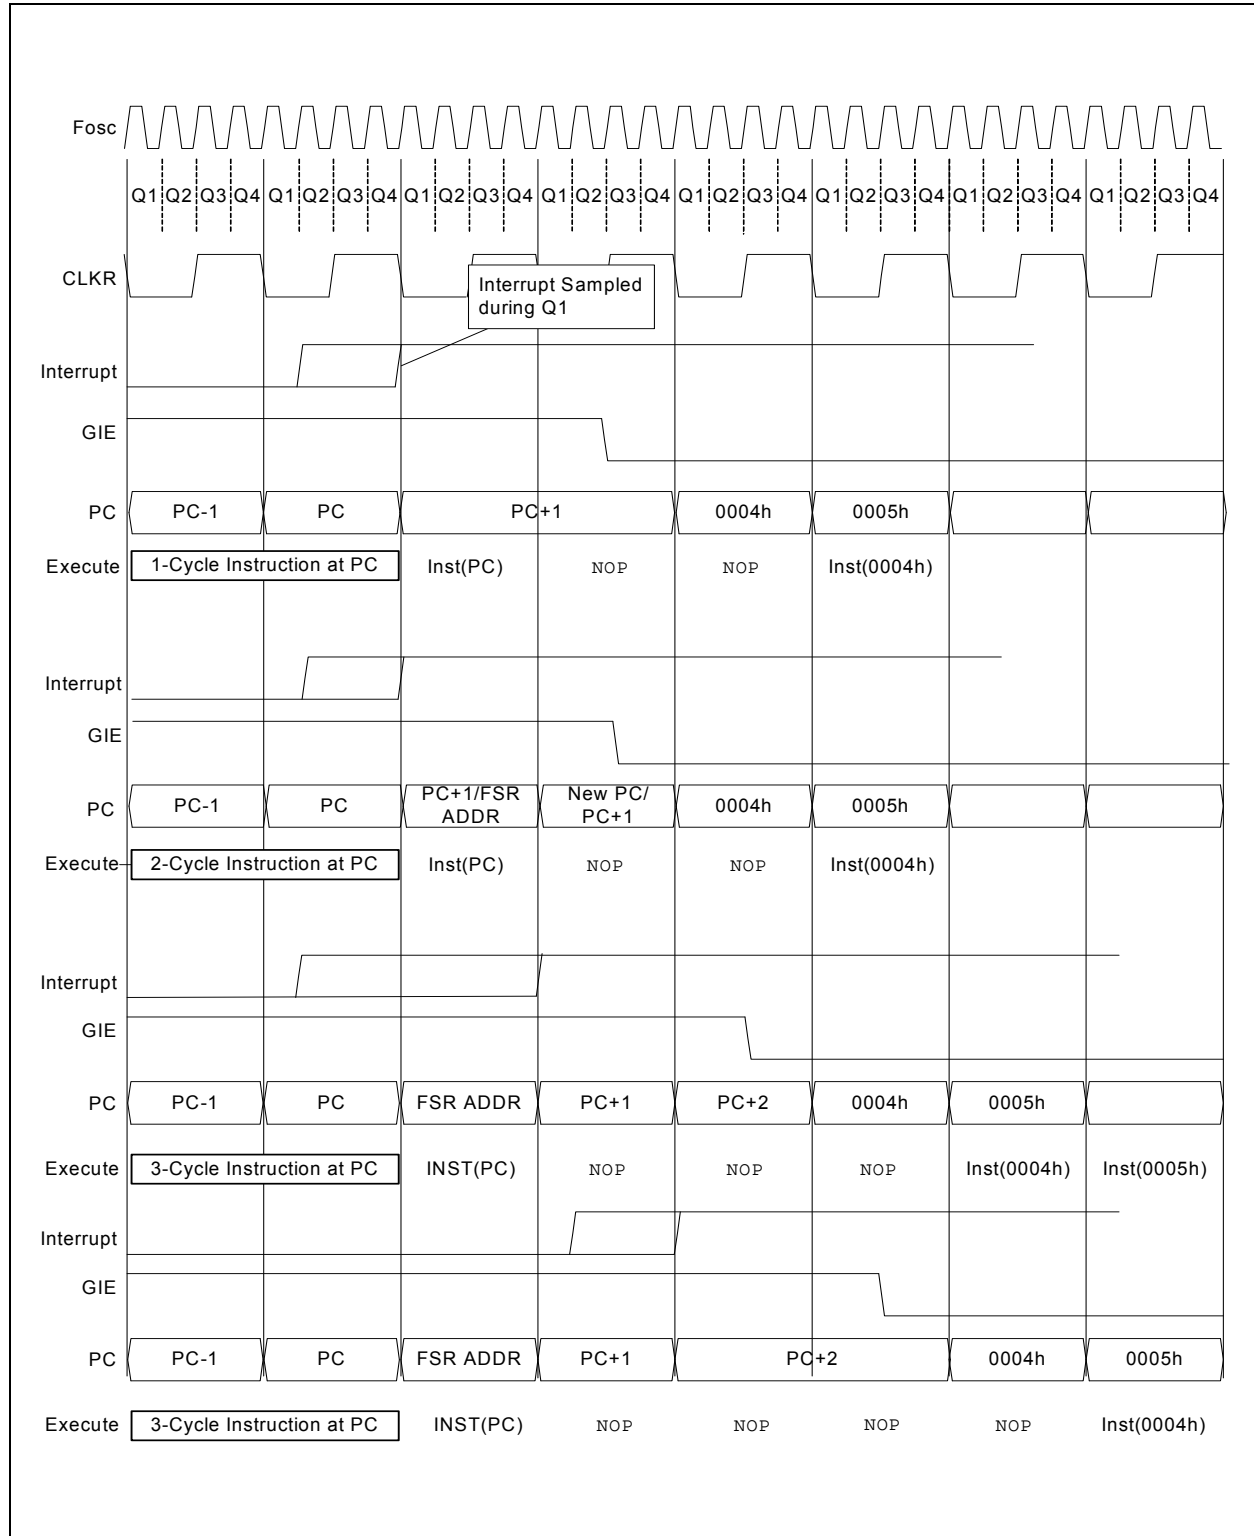 Fosc
Q1 Q2 Q3 Q4 Q1 Q2 Q3 Q4 Q1 Q2 Q3 Q4 Q1 Q2 Q3 Q4 Q1 Q2 Q3 Q4 Q1 Q2 Q3 Q4 Q1 Q2 Q3 Q4 Q1 Q2 Q3 Q4
CLKR
Interrupt Sampled
during Q1
Interrupt
GIE
PC PC-1 PC PC+1 0004h 0005h
Execute 1-Cycle Instruction at PC Inst(PC) NOP NOP Inst(0004h)
Interrupt
GIE
PC PC-1 PC PC+1/FSR ADDR New PC/ PC+1 0004h 0005h
Execute 2-Cycle Instruction at PC Inst(PC) NOP NOP Inst(0004h)
Interrupt
GIE
PC PC-1 PC FSR ADDR PC+1 PC+2 0004h 0005h
Execute 3-Cycle Instruction at PC INST(PC) NOP NOP NOP Inst(0004h) Inst(0005h)
Interrupt
GIE
PC PC-1 PC FSR ADDR PC+1 PC+2 0004h 0005h
Execute 3-Cycle Instruction at PC INST(PC) NOP NOP NOP NOP Inst(0004h)